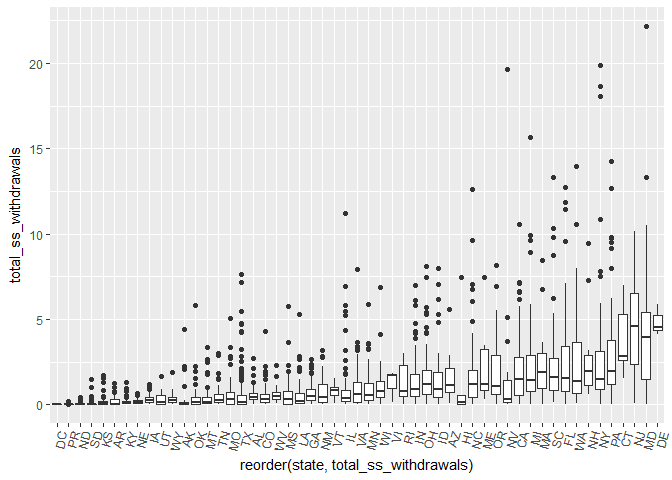 total_ss_withdrawals
20
15
10
5
0
DC PR ND SD KS AR KY NE IA UT WY AK OK MT TN MO TX AL CO WV MS LA GA NM VT IL VA MN WI VI RI IN OH ID AZ HI NC ME OR NV CA MI MA SC FL WA NH NY PA CT NJ MD DE
reorder(state, total_ss_withdrawals)